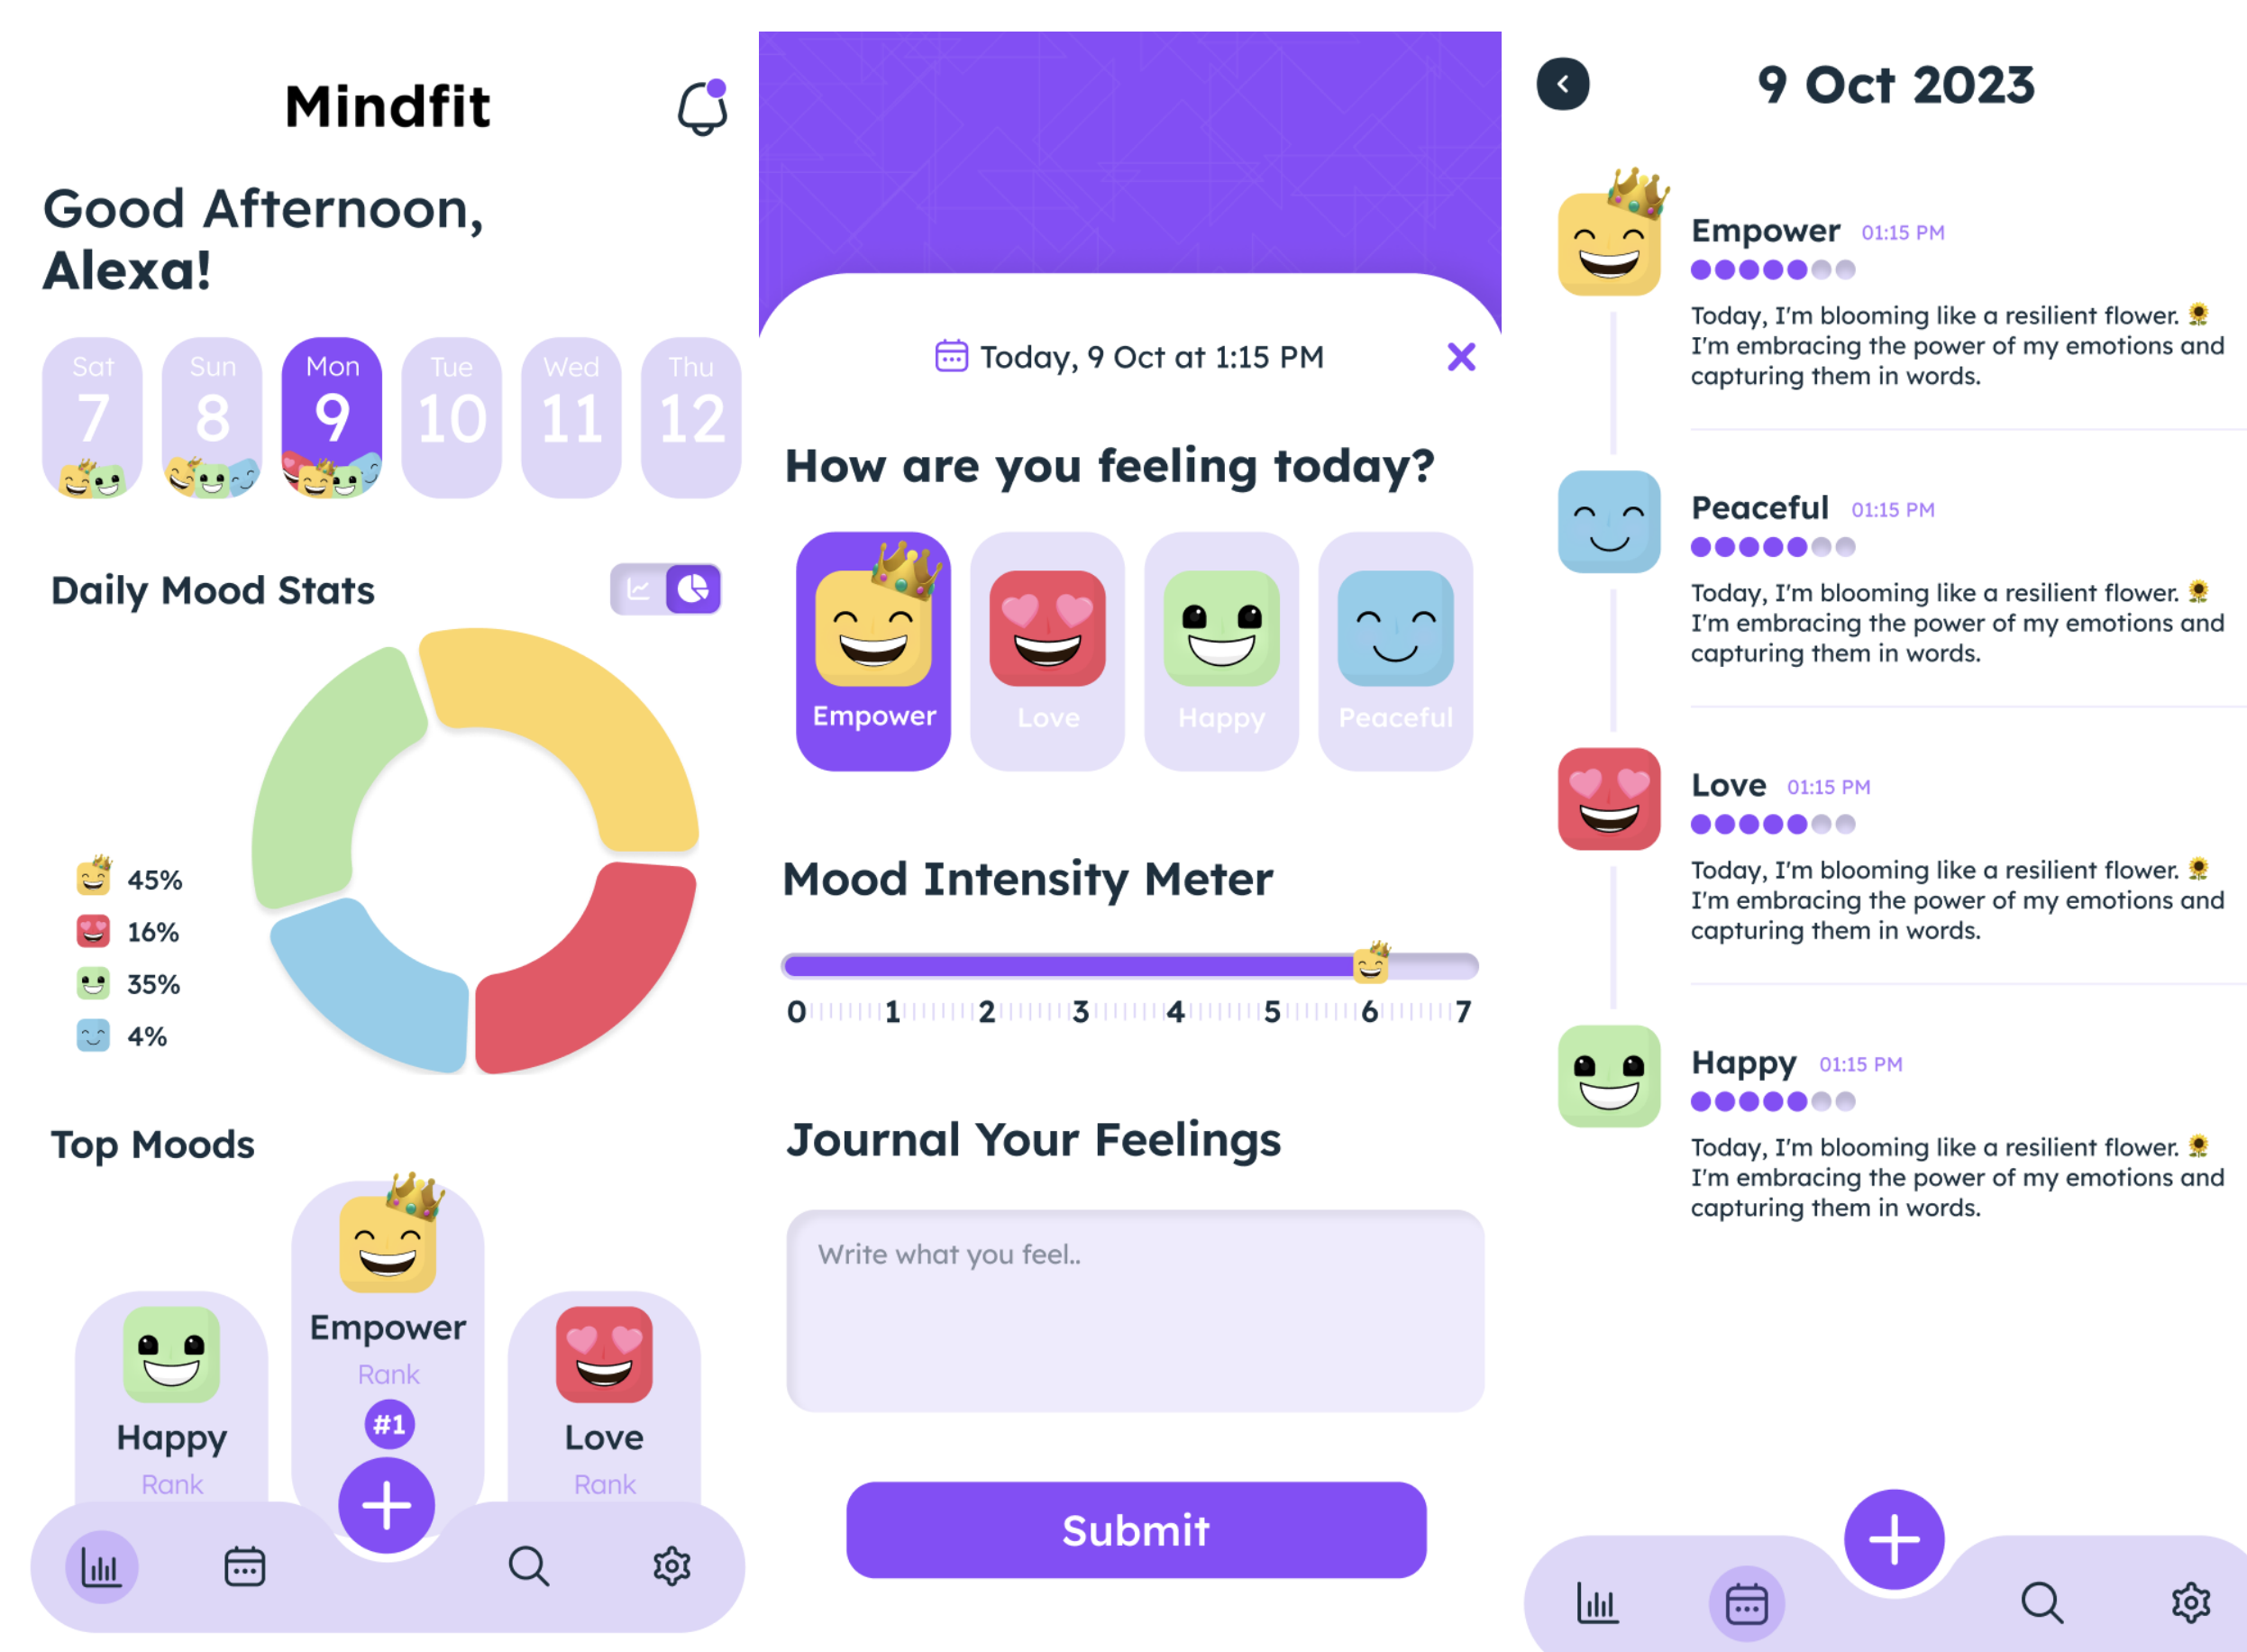 Mindfit
Good Afternoon,
Alexa!
Sat
7
Sun
8
Mon
9
Tue
10
Wed
11
Thu
12
Daily Mood Stats
45%
16%
35%
4%
Top Moods
Empower
Rank
#1
Happy
Rank
Love
Rank
Today, 9 Oct at 1:15 PM
How are you feeling today?
Empower
Love
Happy
Peaceful
Mood Intensity Meter
0 1 2 3 4 5 6 7
Journal Your Feelings
Write what you feel..
Submit
9 Oct 2023
Empower 01:15 PM
Today, I'm blooming like a resilient flower. 🌻
I'm embracing the power of my emotions and
capturing them in words.
Peaceful 01:15 PM
Today, I'm blooming like a resilient flower. 🌻
I'm embracing the power of my emotions and
capturing them in words.
Love 01:15 PM
Today, I'm blooming like a resilient flower. 🌻
I'm embracing the power of my emotions and
capturing them in words.
Happy 01:15 PM
Today, I'm blooming like a resilient flower. 🌻
I'm embracing the power of my emotions and
capturing them in words.